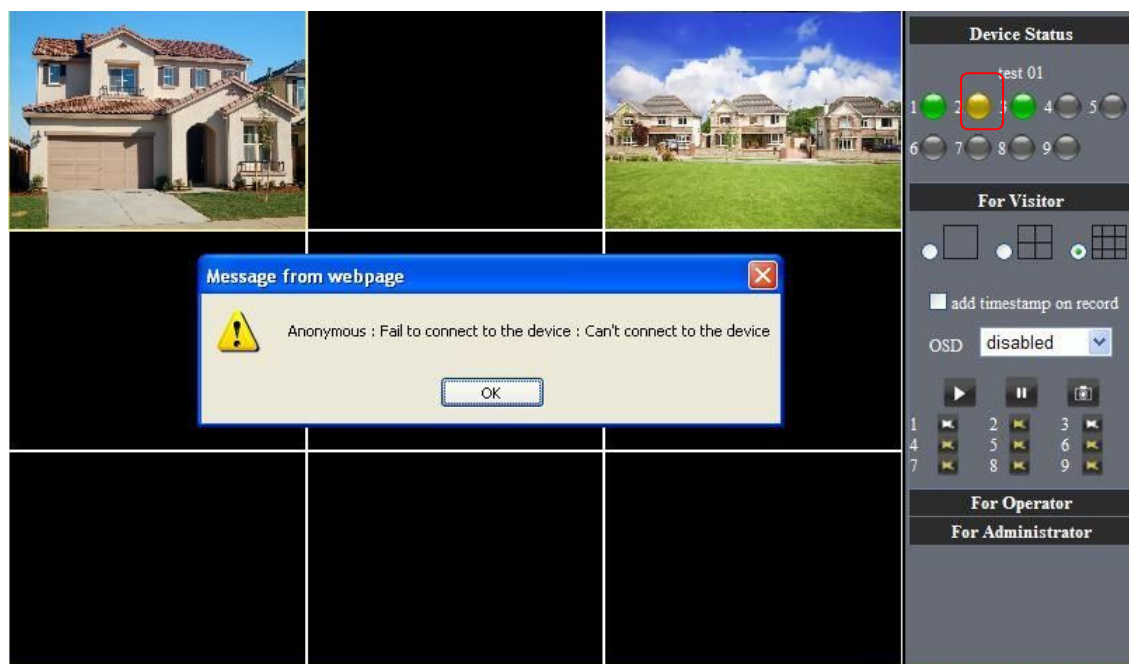 Device Status
test 01
1 2 3 4 5
6 7 8 9
For Visitor
add timestamp on record
OSD disabled
Message from webpage
Anonymous : Fail to connect to the device : Can't connect to the device
OK
1 2 3
4 5 6
7 8 9
For Operator
For Administrator